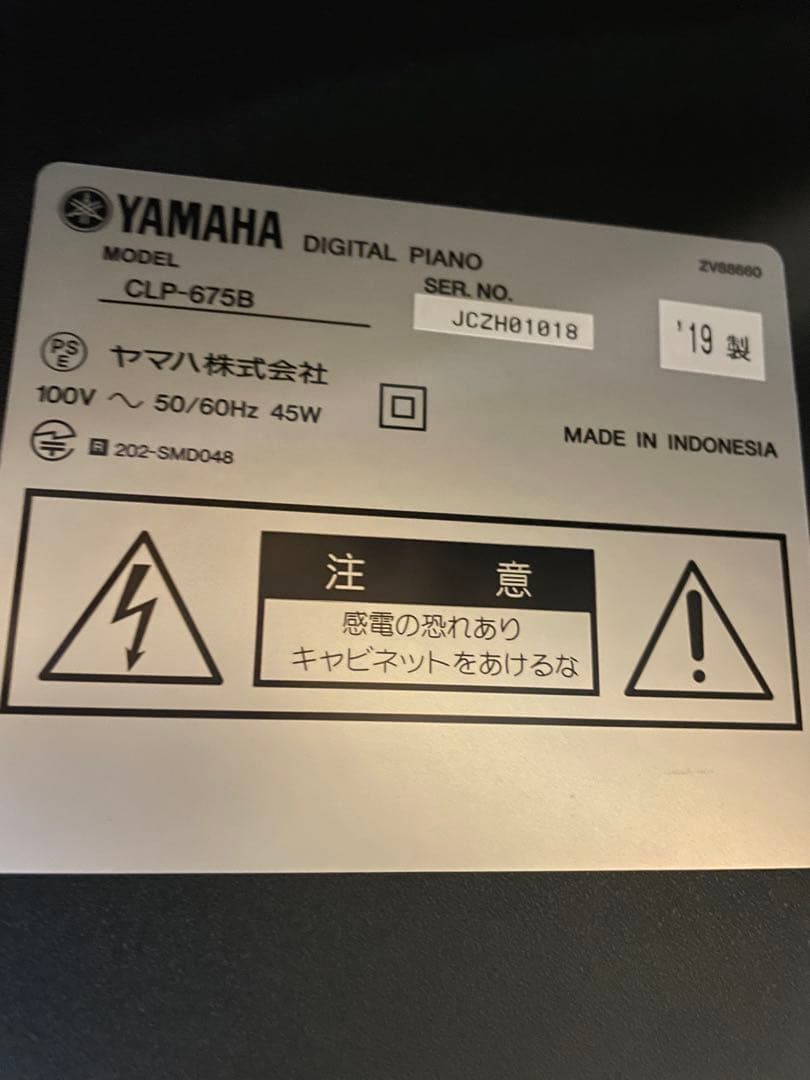 YAMAHA DIGITAL PIANO
ZV88660
MODEL
CLP-675B
SER. NO.
JCZH01018
'19 製
PSE
ヤマハ株式会社
100V ～ 50/60Hz 45W
R 202-SMD048
MADE IN INDONESIA
注 意
感電の恐れあり
キャビネットをあけるな